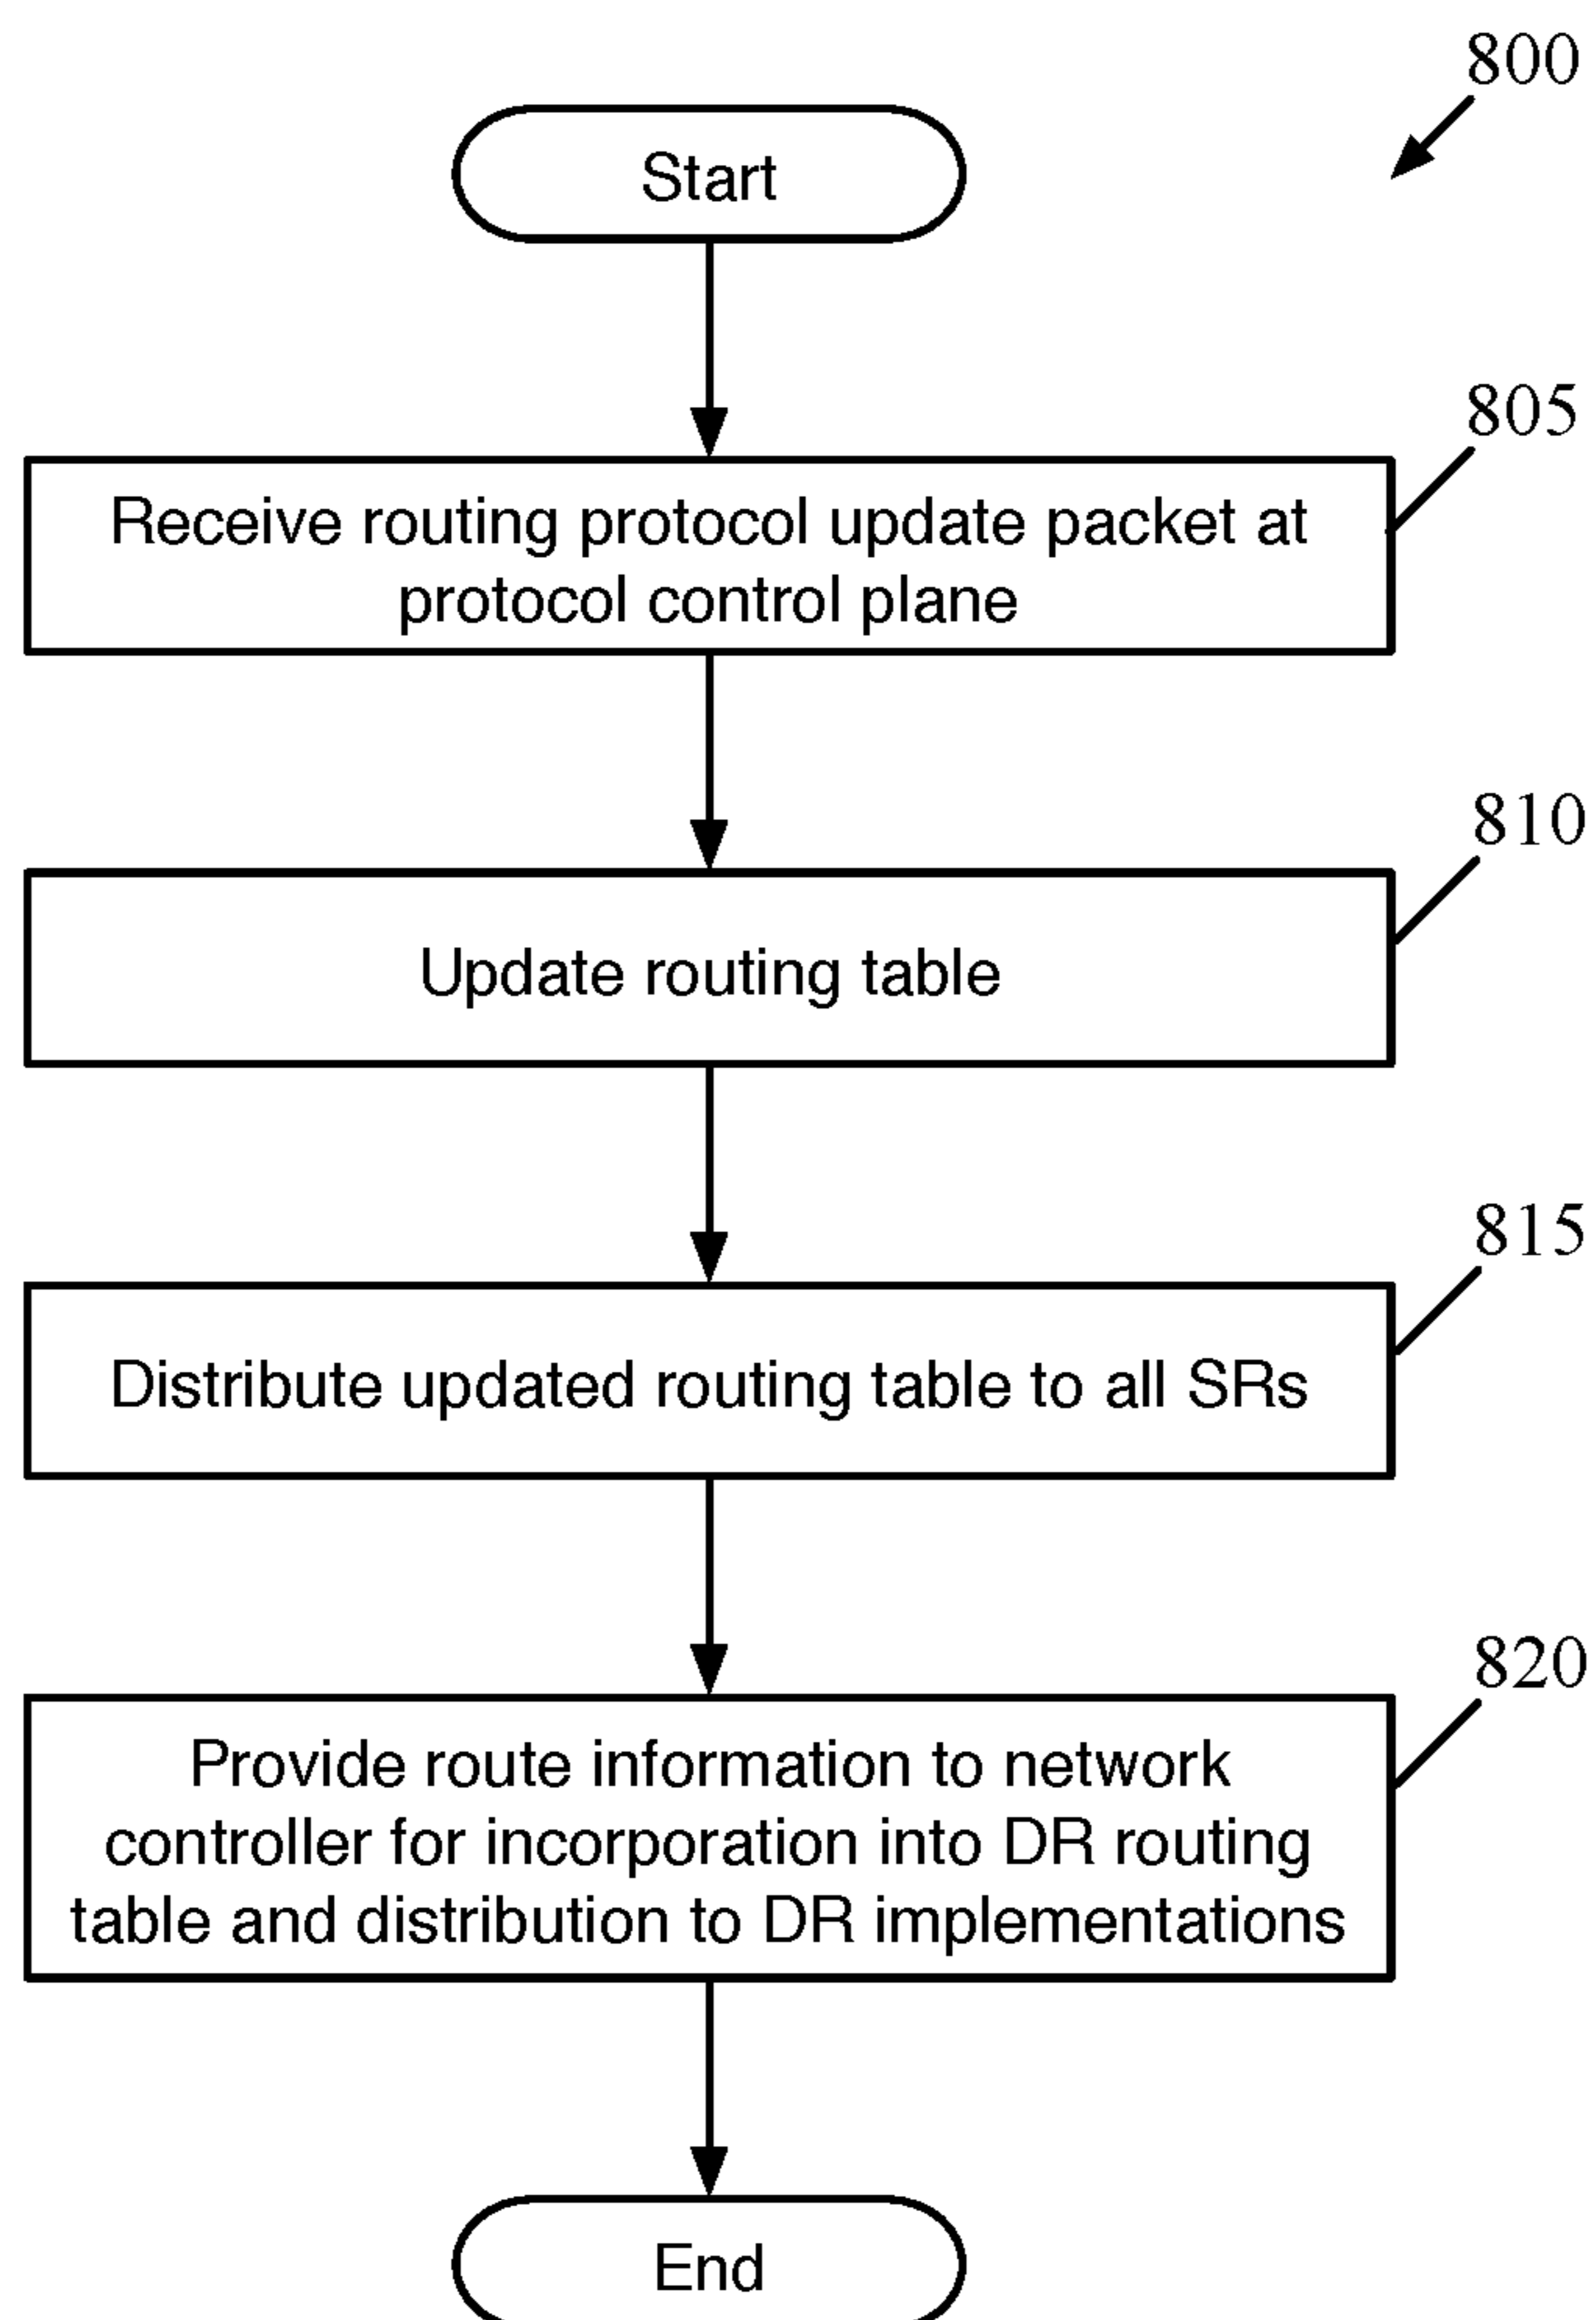 800
Start
805
Receive routing protocol update packet at
protocol control plane
810
Update routing table
815
Distribute updated routing table to all SRs
820
Provide route information to network
controller for incorporation into DR routing
table and distribution to DR implementations
End